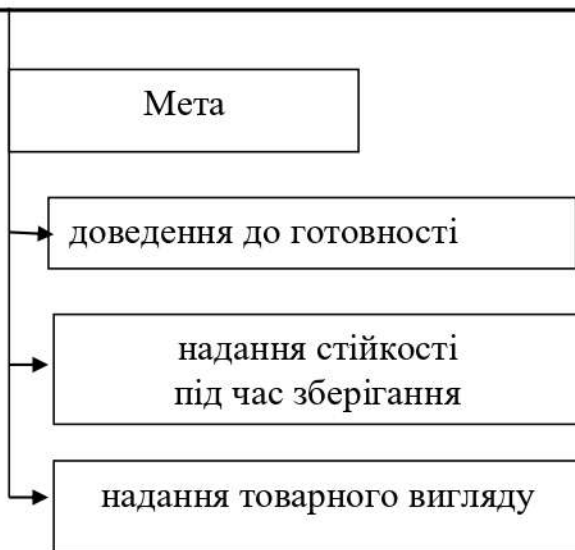 Мета
доведення до готовності
надання стійкості
під час зберігання
надання товарного вигляду